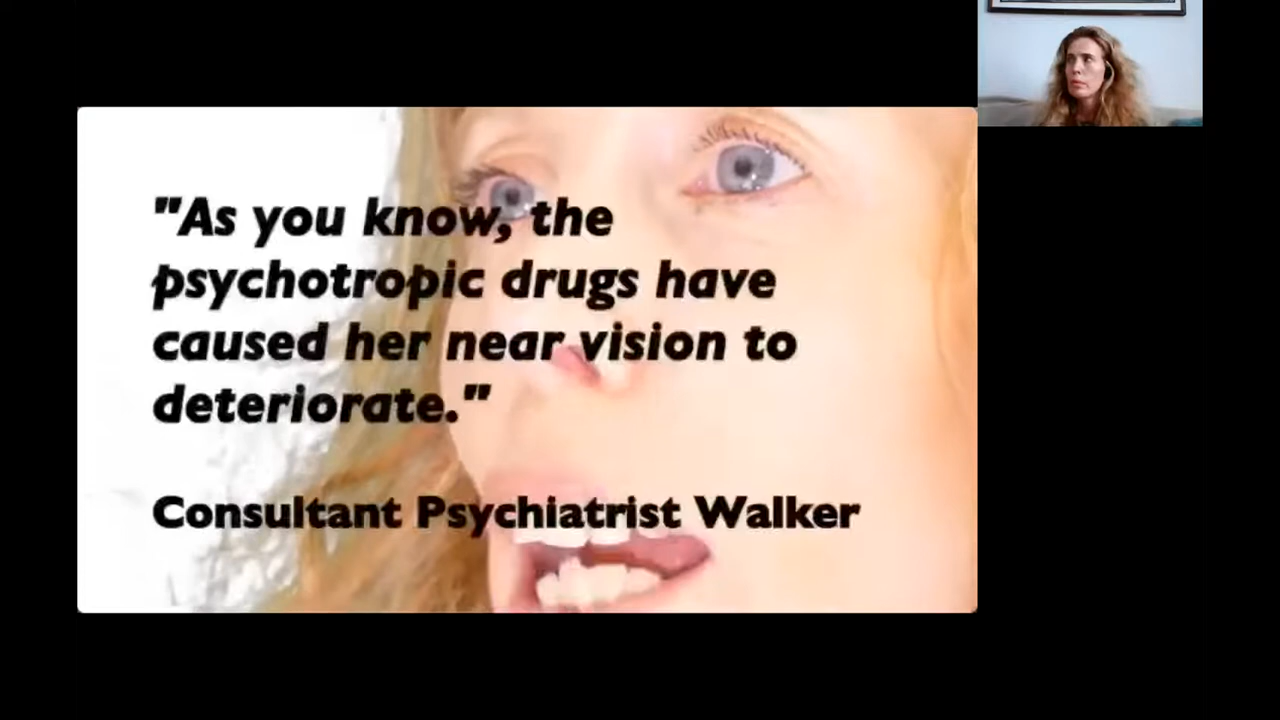 "As you know, the
psychotropic drugs have
caused her near vision to
deteriorate."
Consultant Psychiatrist Walker